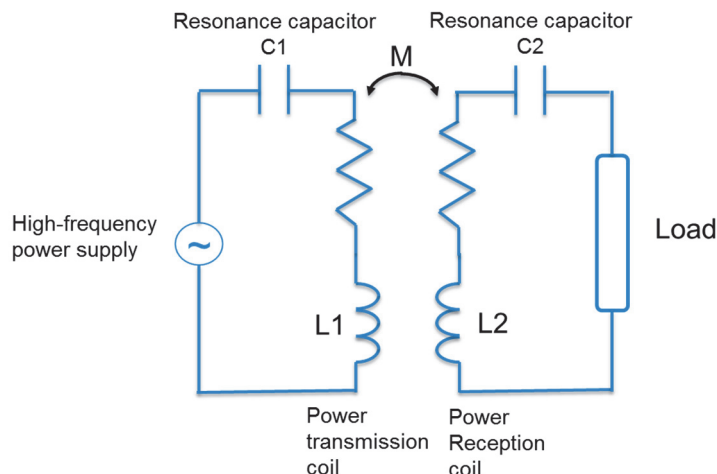 Resonance capacitor
C1
Resonance capacitor
C2
M
High-frequency
power supply
~
Load
L1
L2
Power
transmission
coil
Power
Reception
coil